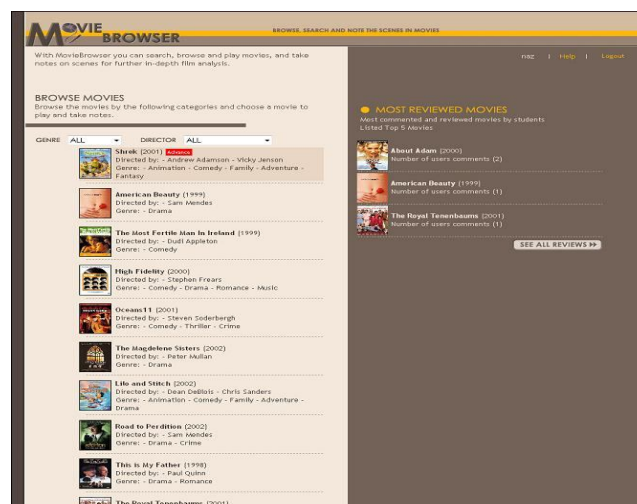 MOVIE BROWSER
BROWSE, SEARCH AND NOTE THE SCENES IN MOVIES
With MovieBrowser you can search, browse and play movies, and take
notes on scenes for further in-depth film analysis.
naz | Help | Logout
BROWSE MOVIES
Browse the movies by the following categories and choose a movie to
play and take notes.
GENRE ALL DIRECTOR ALL
Shrek (2001) Advance
Directed by: - Andrew Adamson - Vicky Jenson
Genre: - Animation - Comedy - Family - Adventure -
Fantasy
American Beauty (1999)
Directed by: - Sam Mendes
Genre: - Drama
The Most Fertile Man In Ireland (1999)
Directed by: - Dudi Appleton
Genre: - Comedy
High Fidelity (2000)
Directed by: - Stephen Frears
Genre: - Comedy - Drama - Romance - Music
Oceans11 (2001)
Directed by: - Steven Soderbergh
Genre: - Comedy - Thriller - Crime
The Magdelene Sisters (2002)
Directed by: - Peter Mullan
Genre: - Drama
Lilo and Stitch (2002)
Directed by: - Dean DeBlois - Chris Sanders
Genre: - Animation - Comedy - Family - Adventure -
Drama
Road to Perdition (2002)
Directed by: - Sam Mendes
Genre: - Drama - Crime
This is My Father (1998)
Directed by: - Paul Quinn
Genre: - Drama - Romance
The Royal Tenenbaums (2001)
MOST REVIEWED MOVIES
Most commented and reviewed movies by students
Listed Top 5 Movies
About Adam (2000)
Number of users comments (2)
American Beauty (1999)
Number of users comments (1)
The Royal Tenenbaums (2001)
Number of users comments (1)
SEE ALL REVIEWS